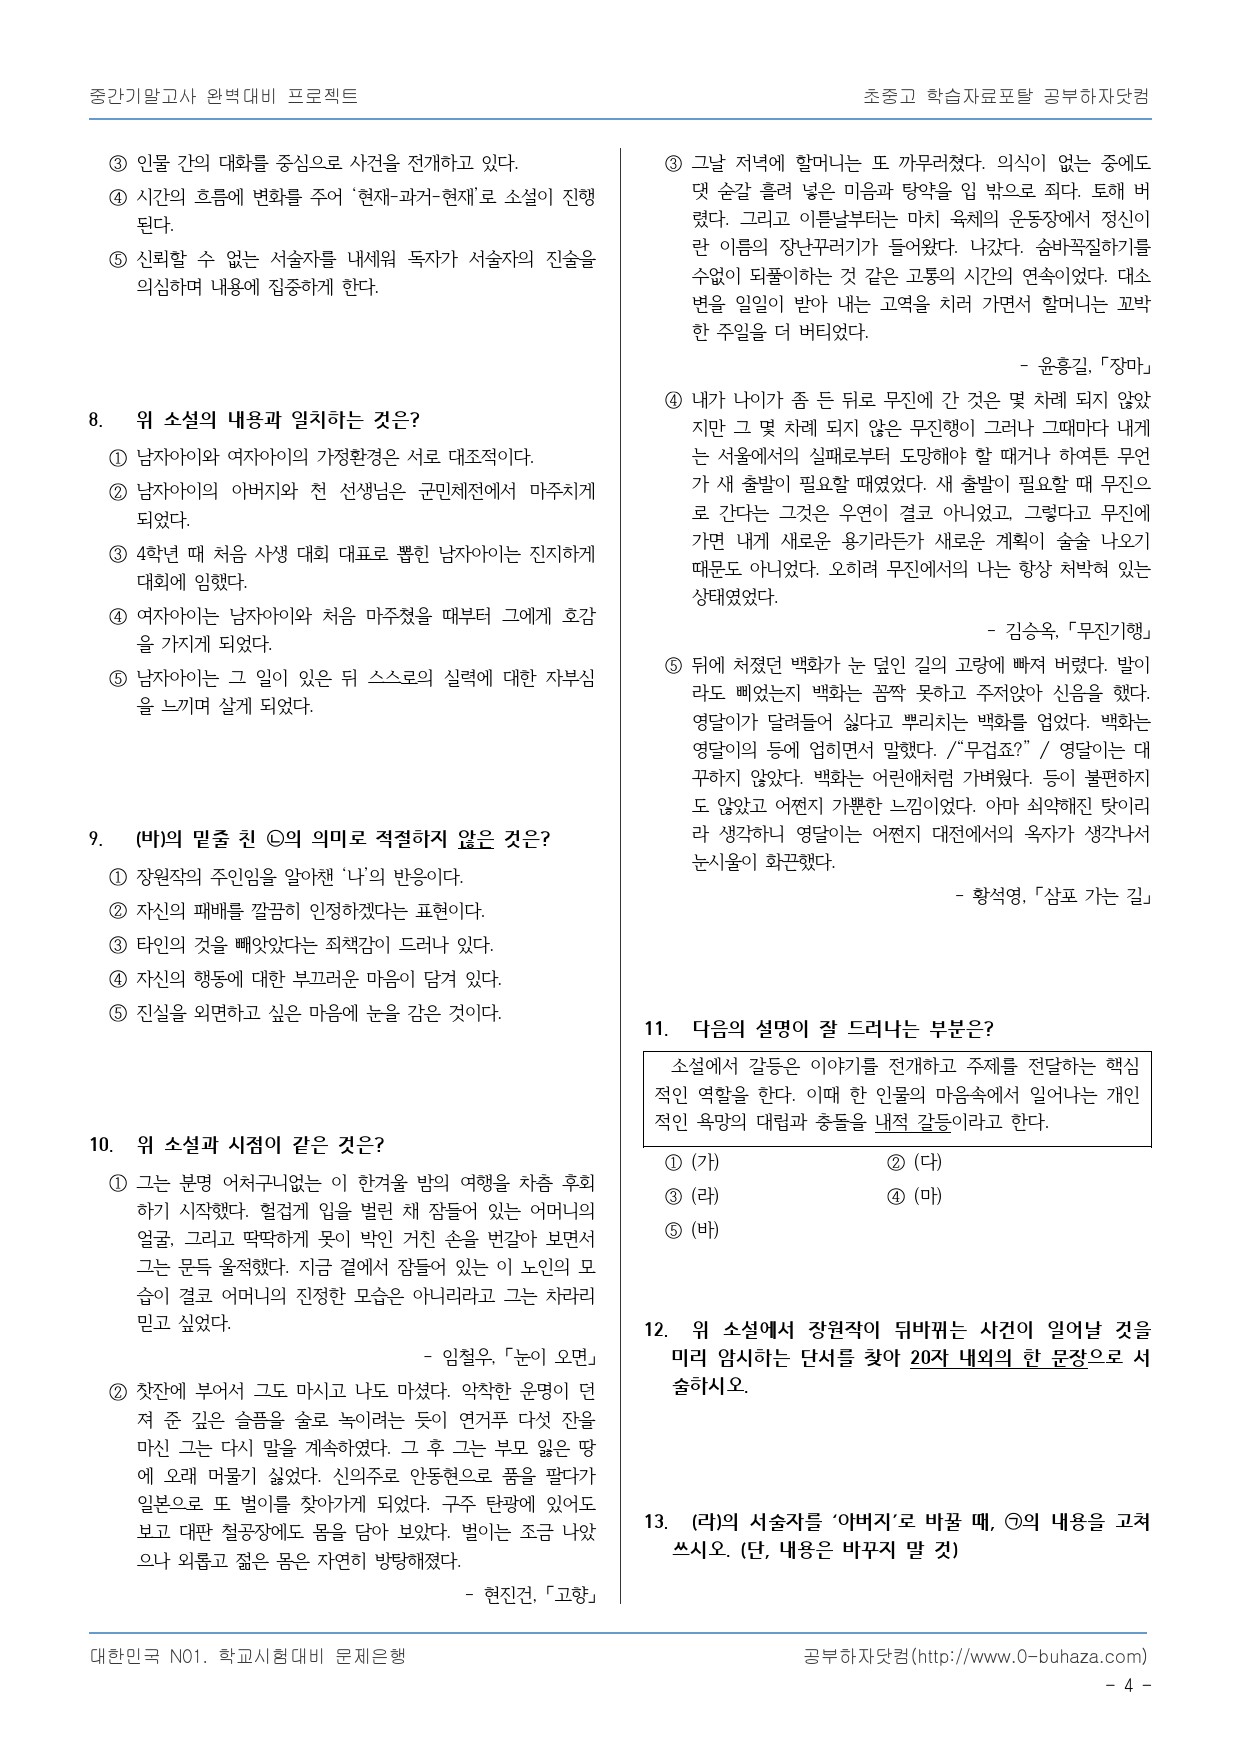 중간기말고사 완벽대비 프로젝트
초중고 학습자료포탈 공부하자닷컴
③ 인물 간의 대화를 중심으로 사건을 전개하고 있다.
④ 시간의 흐름에 변화를 주어 ‘현재-과거-현재’로 소설이 진행
된다.
⑤ 신뢰할 수 없는 서술자를 내세워 독자가 서술자의 진술을
의심하며 내용에 집중하게 한다.
8. 위 소설의 내용과 일치하는 것은?
① 남자아이와 여자아이의 가정환경은 서로 대조적이다.
② 남자아이의 아버지와 천 선생님은 군민체전에서 마주치게
되었다.
③ 4학년 때 처음 사생 대회 대표로 뽑힌 남자아이는 진지하게
대회에 임했다.
④ 여자아이는 남자아이와 처음 마주쳤을 때부터 그에게 호감
을 가지게 되었다.
⑤ 남자아이는 그 일이 있은 뒤 스스로의 실력에 대한 자부심
을 느끼며 살게 되었다.
9. (바)의 밑줄 친 ㉡의 의미로 적절하지 않은 것은?
① 장원작의 주인임을 알아챈 ‘나’의 반응이다.
② 자신의 패배를 깔끔히 인정하겠다는 표현이다.
③ 타인의 것을 빼앗았다는 죄책감이 드러나 있다.
④ 자신의 행동에 대한 부끄러운 마음이 담겨 있다.
⑤ 진실을 외면하고 싶은 마음에 눈을 감은 것이다.
10. 위 소설과 시점이 같은 것은?
① 그는 분명 어처구니없는 이 한겨울 밤의 여행을 차츰 후회
하기 시작했다. 헐겁게 입을 벌린 채 잠들어 있는 어머니의
얼굴, 그리고 딱딱하게 못이 박인 거친 손을 번갈아 보면서
그는 문득 울적했다. 지금 곁에서 잠들어 있는 이 노인의 모
습이 결코 어머니의 진정한 모습은 아니리라고 그는 차라리
믿고 싶었다.
- 임철우,「눈이 오면」
② 찻잔에 부어서 그도 마시고 나도 마셨다. 악착한 운명이 던
져 준 깊은 슬픔을 술로 녹이려는 듯이 연거푸 다섯 잔을
마신 그는 다시 말을 계속하였다. 그 후 그는 부모 잃은 땅
에 오래 머물기 싫었다. 신의주로 안동현으로 품을 팔다가
일본으로 또 벌이를 찾아가게 되었다. 구주 탄광에 있어도
보고 대판 철공장에도 몸을 담아 보았다. 벌이는 조금 나았
으나 외롭고 젊은 몸은 자연히 방탕해졌다.
- 현진건,「고향」
③ 그날 저녁에 할머니는 또 까무러쳤다. 의식이 없는 중에도
댓 숟갈 흘려 넣은 미음과 탕약을 입 밖으로 죄다. 토해 버
렸다. 그리고 이튿날부터는 마치 육체의 운동장에서 정신이
란 이름의 장난꾸러기가 들어왔다. 나갔다. 숨바꼭질하기를
수없이 되풀이하는 것 같은 고통의 시간의 연속이었다. 대소
변을 일일이 받아 내는 고역을 치러 가면서 할머니는 꼬박
한 주일을 더 버티었다.
- 윤흥길,「장마」
④ 내가 나이가 좀 든 뒤로 무진에 간 것은 몇 차례 되지 않았
지만 그 몇 차례 되지 않은 무진행이 그러나 그때마다 내게
는 서울에서의 실패로부터 도망해야 할 때거나 하여튼 무언
가 새 출발이 필요할 때였었다. 새 출발이 필요할 때 무진으
로 간다는 그것은 우연이 결코 아니었고, 그렇다고 무진에
가면 내게 새로운 용기라든가 새로운 계획이 술술 나오기
때문도 아니었다. 오히려 무진에서의 나는 항상 처박혀 있는
상태였었다.
- 김승옥,「무진기행」
⑤ 뒤에 처졌던 백화가 눈 덮인 길의 고랑에 빠져 버렸다. 발이
라도 삐었는지 백화는 꼼짝 못하고 주저앉아 신음을 했다.
영달이가 달려들어 싫다고 뿌리치는 백화를 업었다. 백화는
영달이의 등에 업히면서 말했다. /“무겁죠?” / 영달이는 대
꾸하지 않았다. 백화는 어린애처럼 가벼웠다. 등이 불편하지
도 않았고 어쩐지 가뿐한 느낌이었다. 아마 쇠약해진 탓이리
라 생각하니 영달이는 어쩐지 대전에서의 옥자가 생각나서
눈시울이 화끈했다.
- 황석영,「삼포 가는 길」
11. 다음의 설명이 잘 드러나는 부분은?
소설에서 갈등은 이야기를 전개하고 주제를 전달하는 핵심
적인 역할을 한다. 이때 한 인물의 마음속에서 일어나는 개인
적인 욕망의 대립과 충돌을 내적 갈등이라고 한다.
① (가) ② (다)
③ (라) ④ (마)
⑤ (바)
12. 위 소설에서 장원작이 뒤바뀌는 사건이 일어날 것을
미리 암시하는 단서를 찾아 20자 내외의 한 문장으로 서
술하시오.
13. (라)의 서술자를 ‘아버지’로 바꿀 때, ㉠의 내용을 고쳐
쓰시오. (단, 내용은 바꾸지 말 것)
대한민국 N01. 학교시험대비 문제은행
공부하자닷컴(http://www.0-buhaza.com)
- 4 -